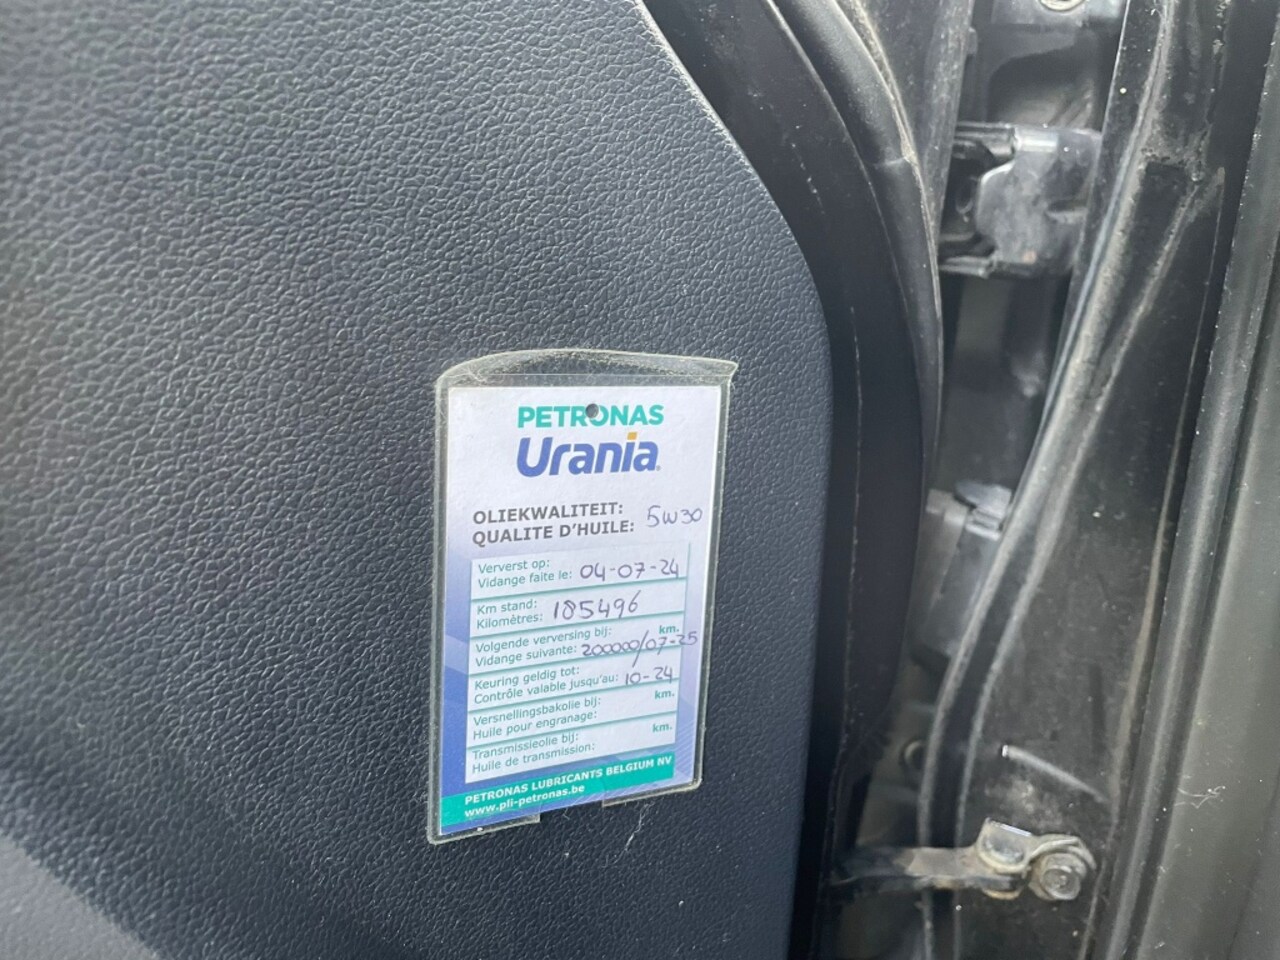 PETRONAS
Urania
OLIEKWALITEIT:
QUALITE D'HUILE: 5W30
Ververst op:
Vidange faite le: 04-07-24
Km stand:
Kilomètres: 185496
km.
Volgende verversing bij:
Vidange suivante: 200000/07-25
Keuring geldig tot:
Contrôle valable jusqu'au: 10-24
Versnellingsbakolie bij: km.
Huile pour engranage:
Transmissieolie bij: km.
Huile de transmission:
PETRONAS LUBRICANTS BELGIUM NV
www.pli-petronas.be